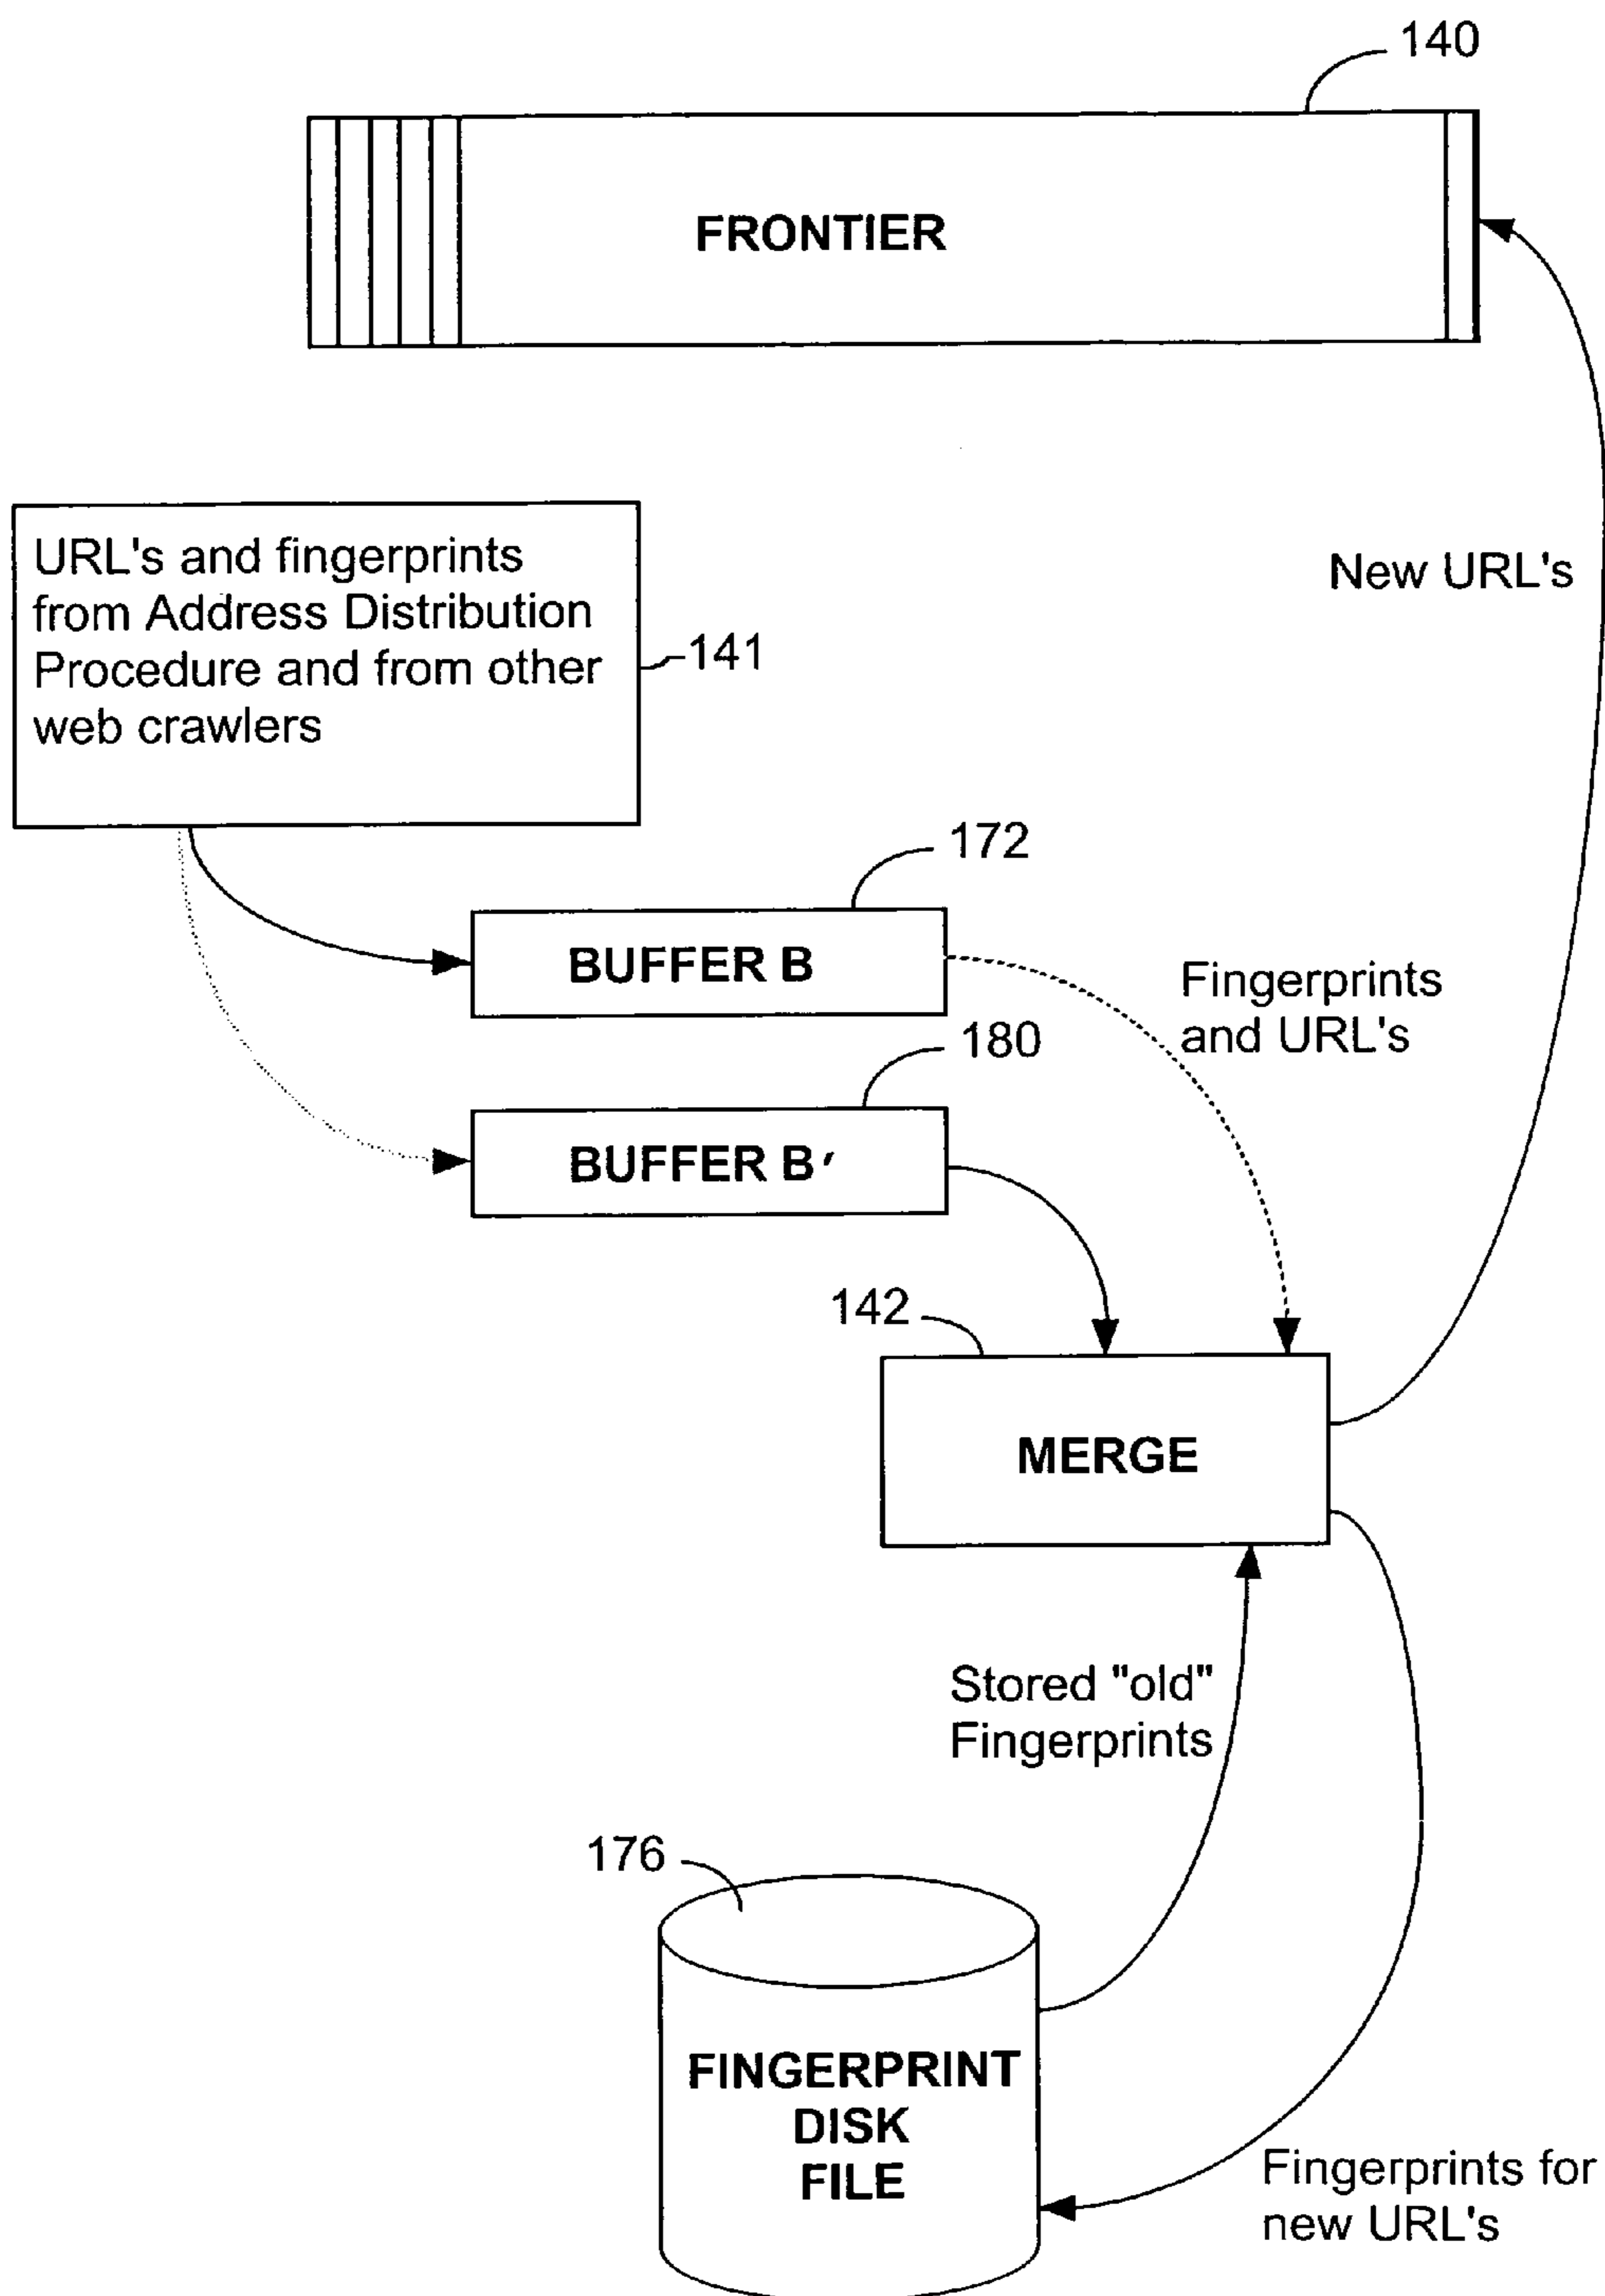 140
FRONTIER
New URL's
URL's and fingerprints
from Address Distribution
Procedure and from other
web crawlers
141
172
BUFFER B
Fingerprints
and URL's
180
BUFFER B′
142
MERGE
Stored "old"
Fingerprints
176
FINGERPRINT
DISK
FILE
Fingerprints for
new URL's